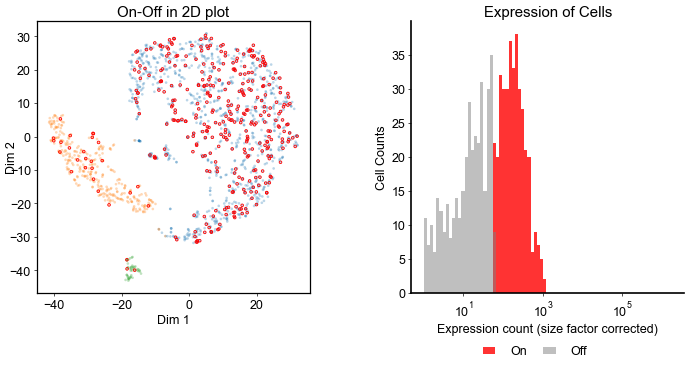 On-Off in 2D plot
30
20
10
0
−10
−20
−30
−40
Dim 2
−40
−20
0
20
Dim 1
Expression of Cells
35
30
25
20
15
10
5
0
Cell Counts
10^1
10^3
10^5
Expression count (size factor corrected)
On
Off